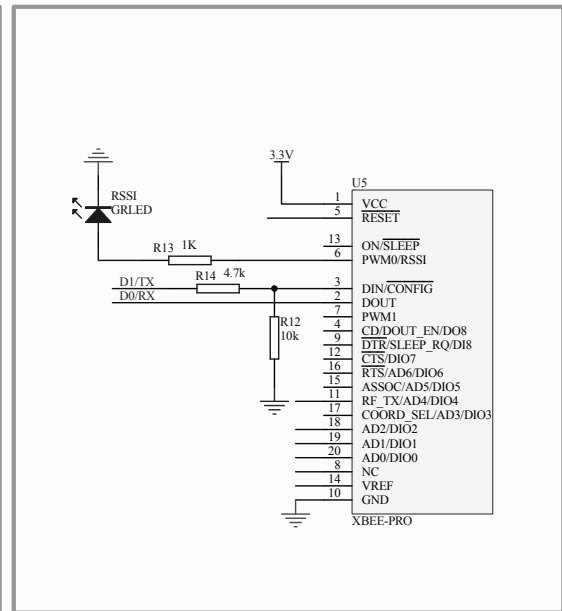 3.3V
U5
RSSI
GRLED
1 VCC
5 RESET
13 ON/SLEEP
R13 1K
6 PWM0/RSSI
R14 4.7k
D1/TX
3 DIN/CONFIG
D0/RX
2 DOUT
7 PWM1
R12
10k
4 CD/DOUT_EN/DO8
9 DTR/SLEEP_RQ/DI8
12 CTS/DIO7
16 RTS/AD6/DIO6
15 ASSOC/AD5/DIO5
11 RF_TX/AD4/DIO4
17 COORD_SEL/AD3/DIO3
18 AD2/DIO2
19 AD1/DIO1
20 AD0/DIO0
8 NC
14 VREF
10 GND
XBEE-PRO